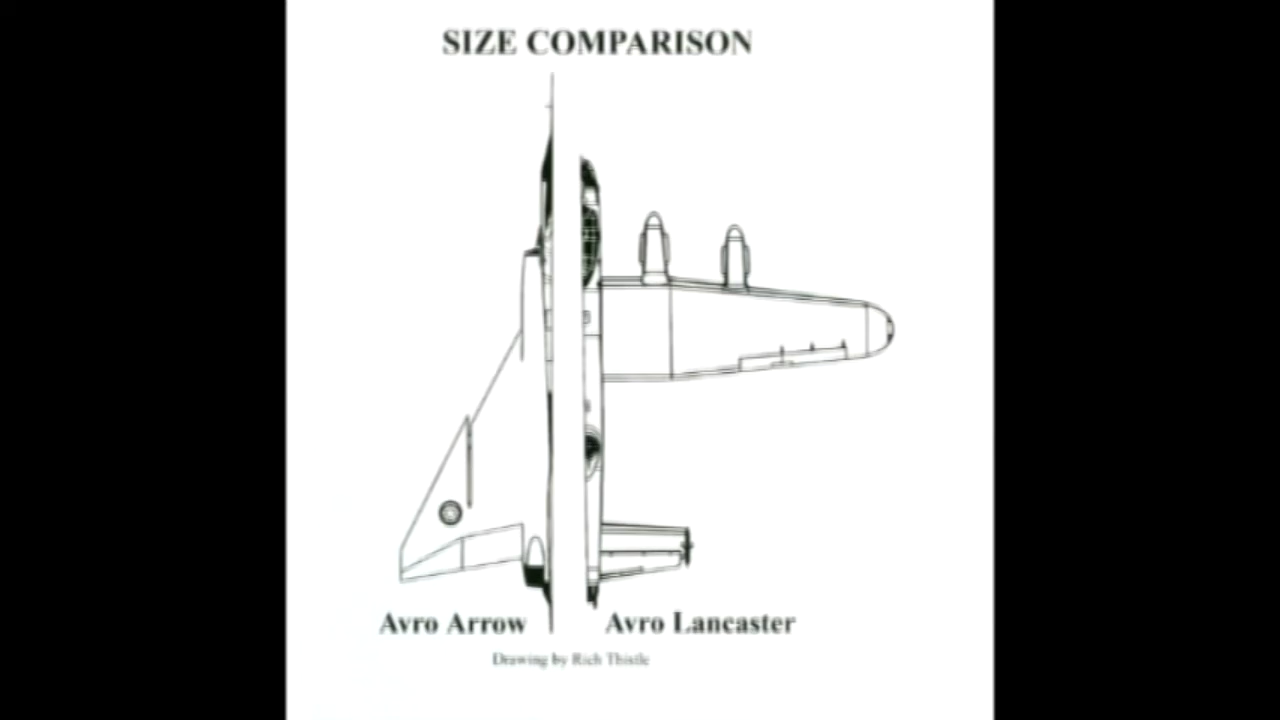 SIZE COMPARISON
Avro Arrow
Avro Lancaster
Drawing by Rich Thistle